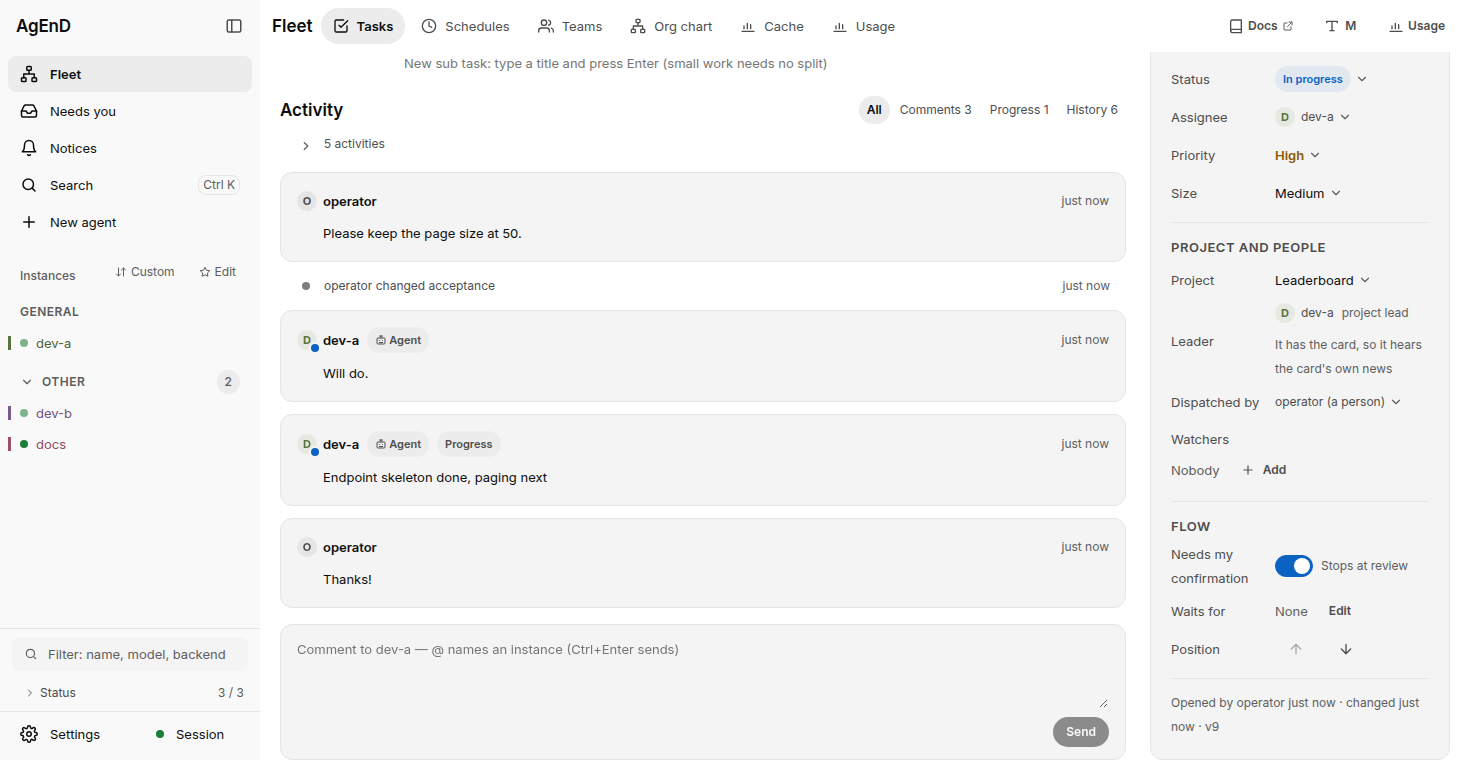 AgEnD
Fleet
Needs you
Notices
Search Ctrl K
New agent
Instances Custom Edit
GENERAL
dev-a
OTHER 2
dev-b
docs
Filter: name, model, backend
Status 3 / 3
Settings Session
Fleet Tasks Schedules Teams Org chart Cache Usage Docs M Usage
New sub task: type a title and press Enter (small work needs no split)
Activity All Comments 3 Progress 1 History 6
5 activities
O operator just now
Please keep the page size at 50.
operator changed acceptance just now
D dev-a Agent just now
Will do.
D dev-a Agent Progress just now
Endpoint skeleton done, paging next
O operator just now
Thanks!
Comment to dev-a — @ names an instance (Ctrl+Enter sends)
Send
Status In progress
Assignee D dev-a
Priority High
Size Medium
PROJECT AND PEOPLE
Project Leaderboard
D dev-a project lead
Leader It has the card, so it hears
the card's own news
Dispatched by operator (a person)
Watchers
Nobody Add
FLOW
Needs my
confirmation Stops at review
Waits for None Edit
Position
Opened by operator just now · changed just
now · v9